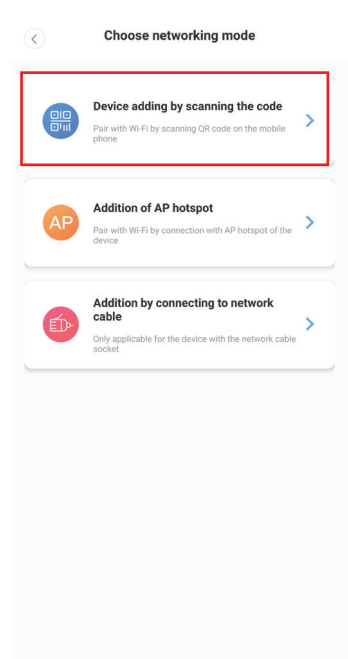 Choose networking mode
Device adding by scanning the code
Pair with Wi-Fi by scanning QR code on the mobile
phone
AP
Addition of AP hotspot
Pair with Wi-Fi by connection with AP hotspot of the
device
Addition by connecting to network
cable
Only applicable for the device with the network cable
socket